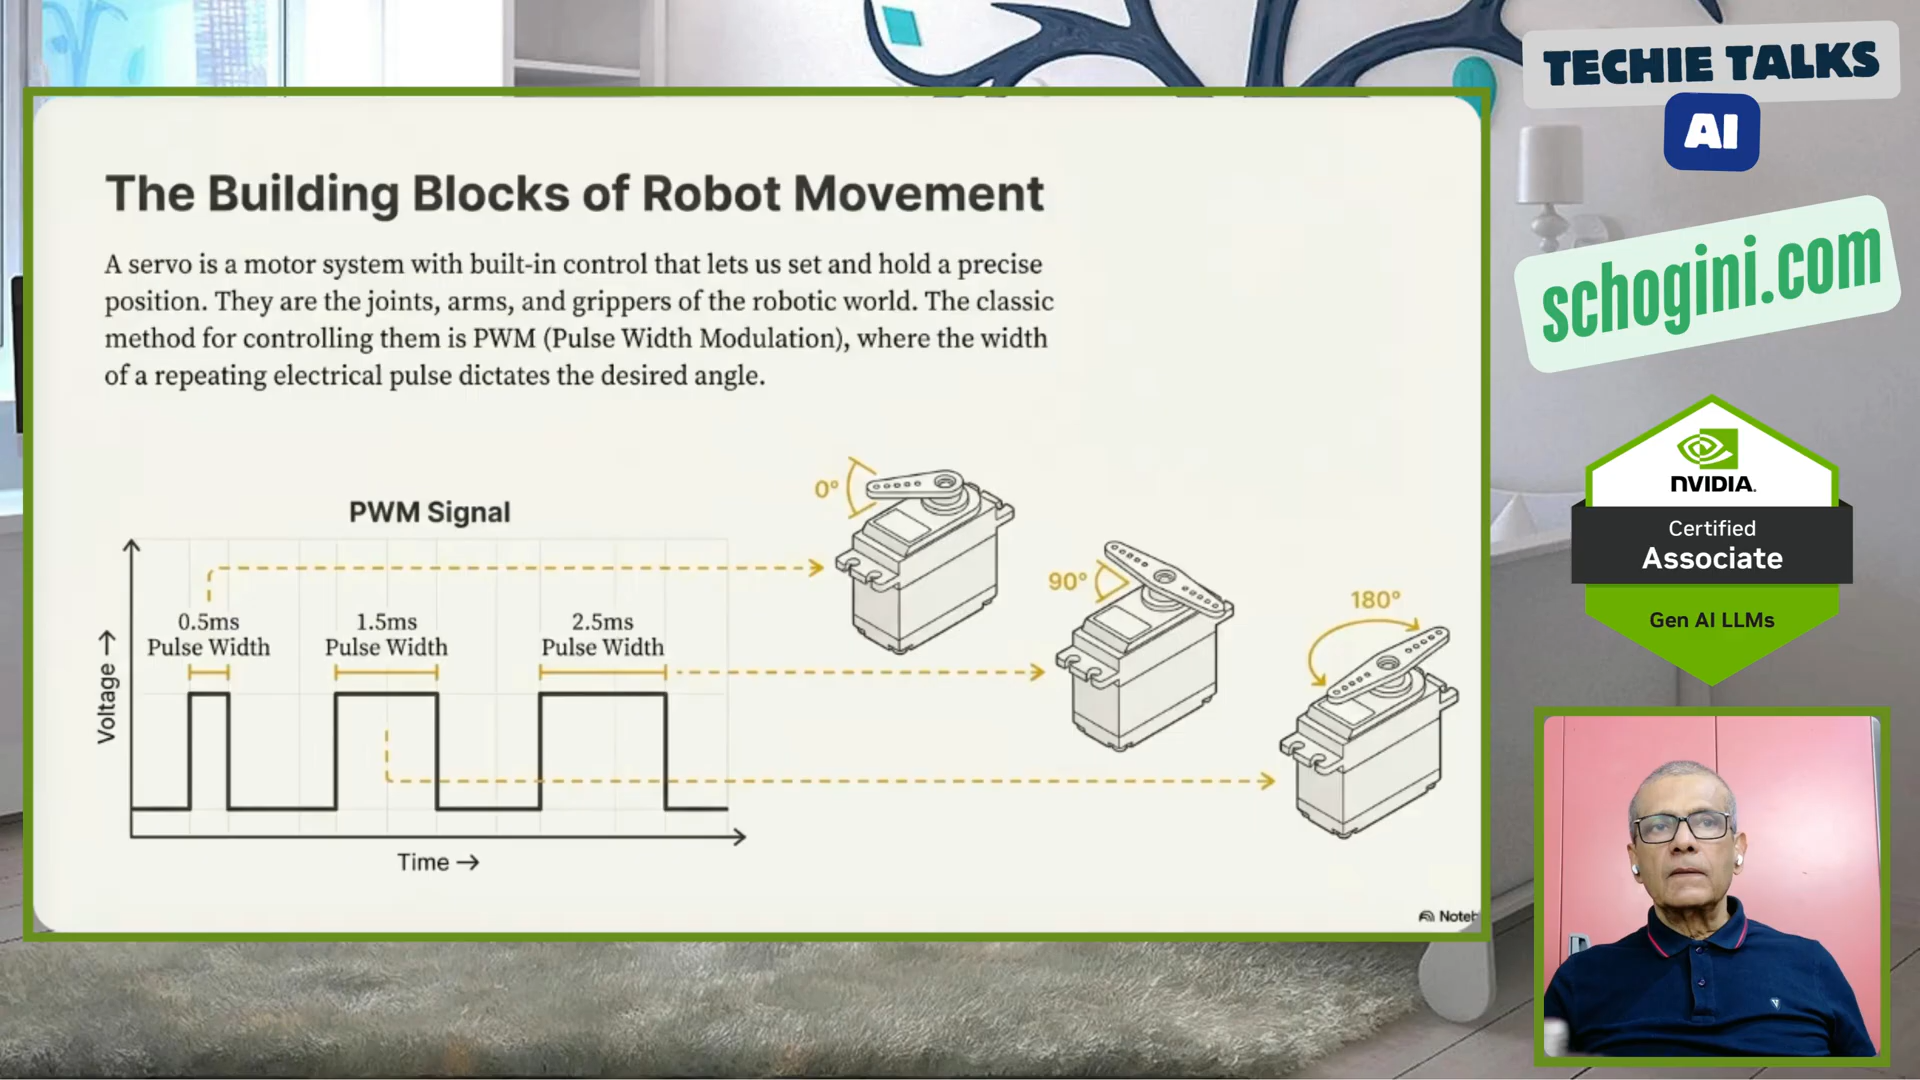 The Building Blocks of Robot Movement
A servo is a motor system with built-in control that lets us set and hold a precise
position. They are the joints, arms, and grippers of the robotic world. The classic
method for controlling them is PWM (Pulse Width Modulation), where the width
of a repeating electrical pulse dictates the desired angle.
PWM Signal
Voltage →
0.5ms
Pulse Width
1.5ms
Pulse Width
2.5ms
Pulse Width
Time →
0°
90°
180°
TECHIE TALKS
AI
schogini.com
NVIDIA.
Certified
Associate
Gen AI LLMs